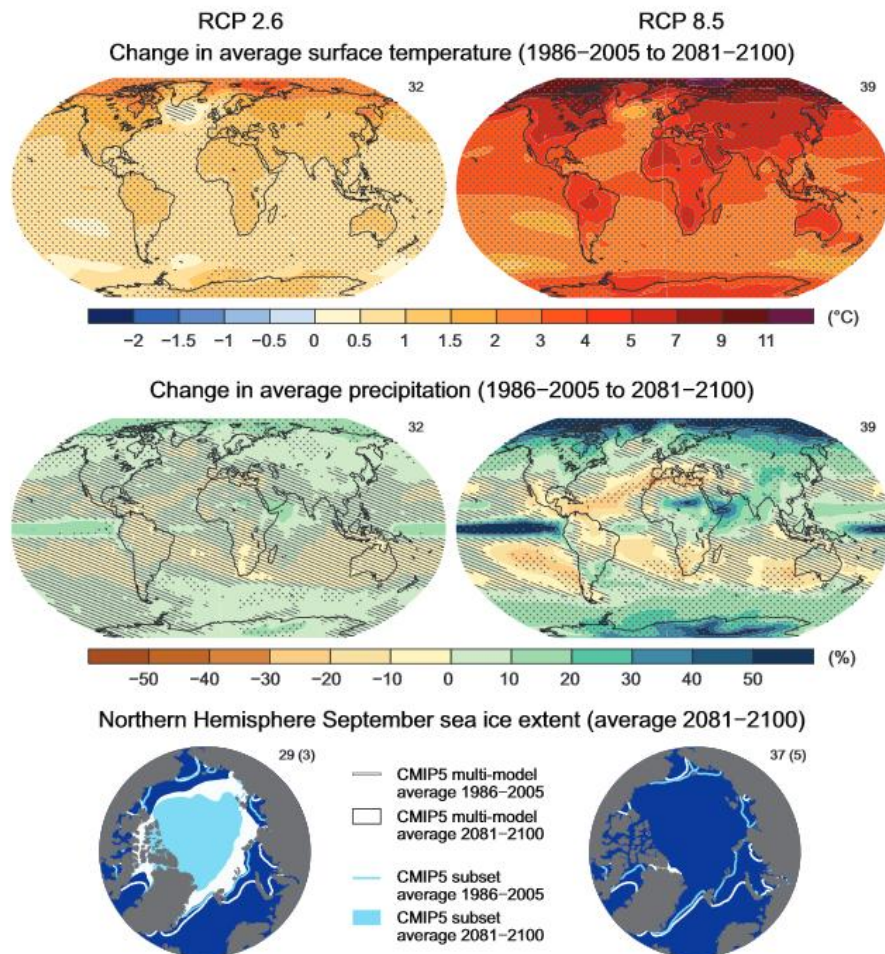 RCP 2.6 RCP 8.5
Change in average surface temperature (1986−2005 to 2081−2100)
32 39
(°C)
−2 −1.5 −1 −0.5 0 0.5 1 1.5 2 3 4 5 7 9 11
Change in average precipitation (1986−2005 to 2081−2100)
32 39
(%)
−50 −40 −30 −20 −10 0 10 20 30 40 50
Northern Hemisphere September sea ice extent (average 2081−2100)
29 (3) 37 (5)
CMIP5 multi-model
average 1986−2005
CMIP5 multi-model
average 2081−2100
CMIP5 subset
average 1986−2005
CMIP5 subset
average 2081−2100